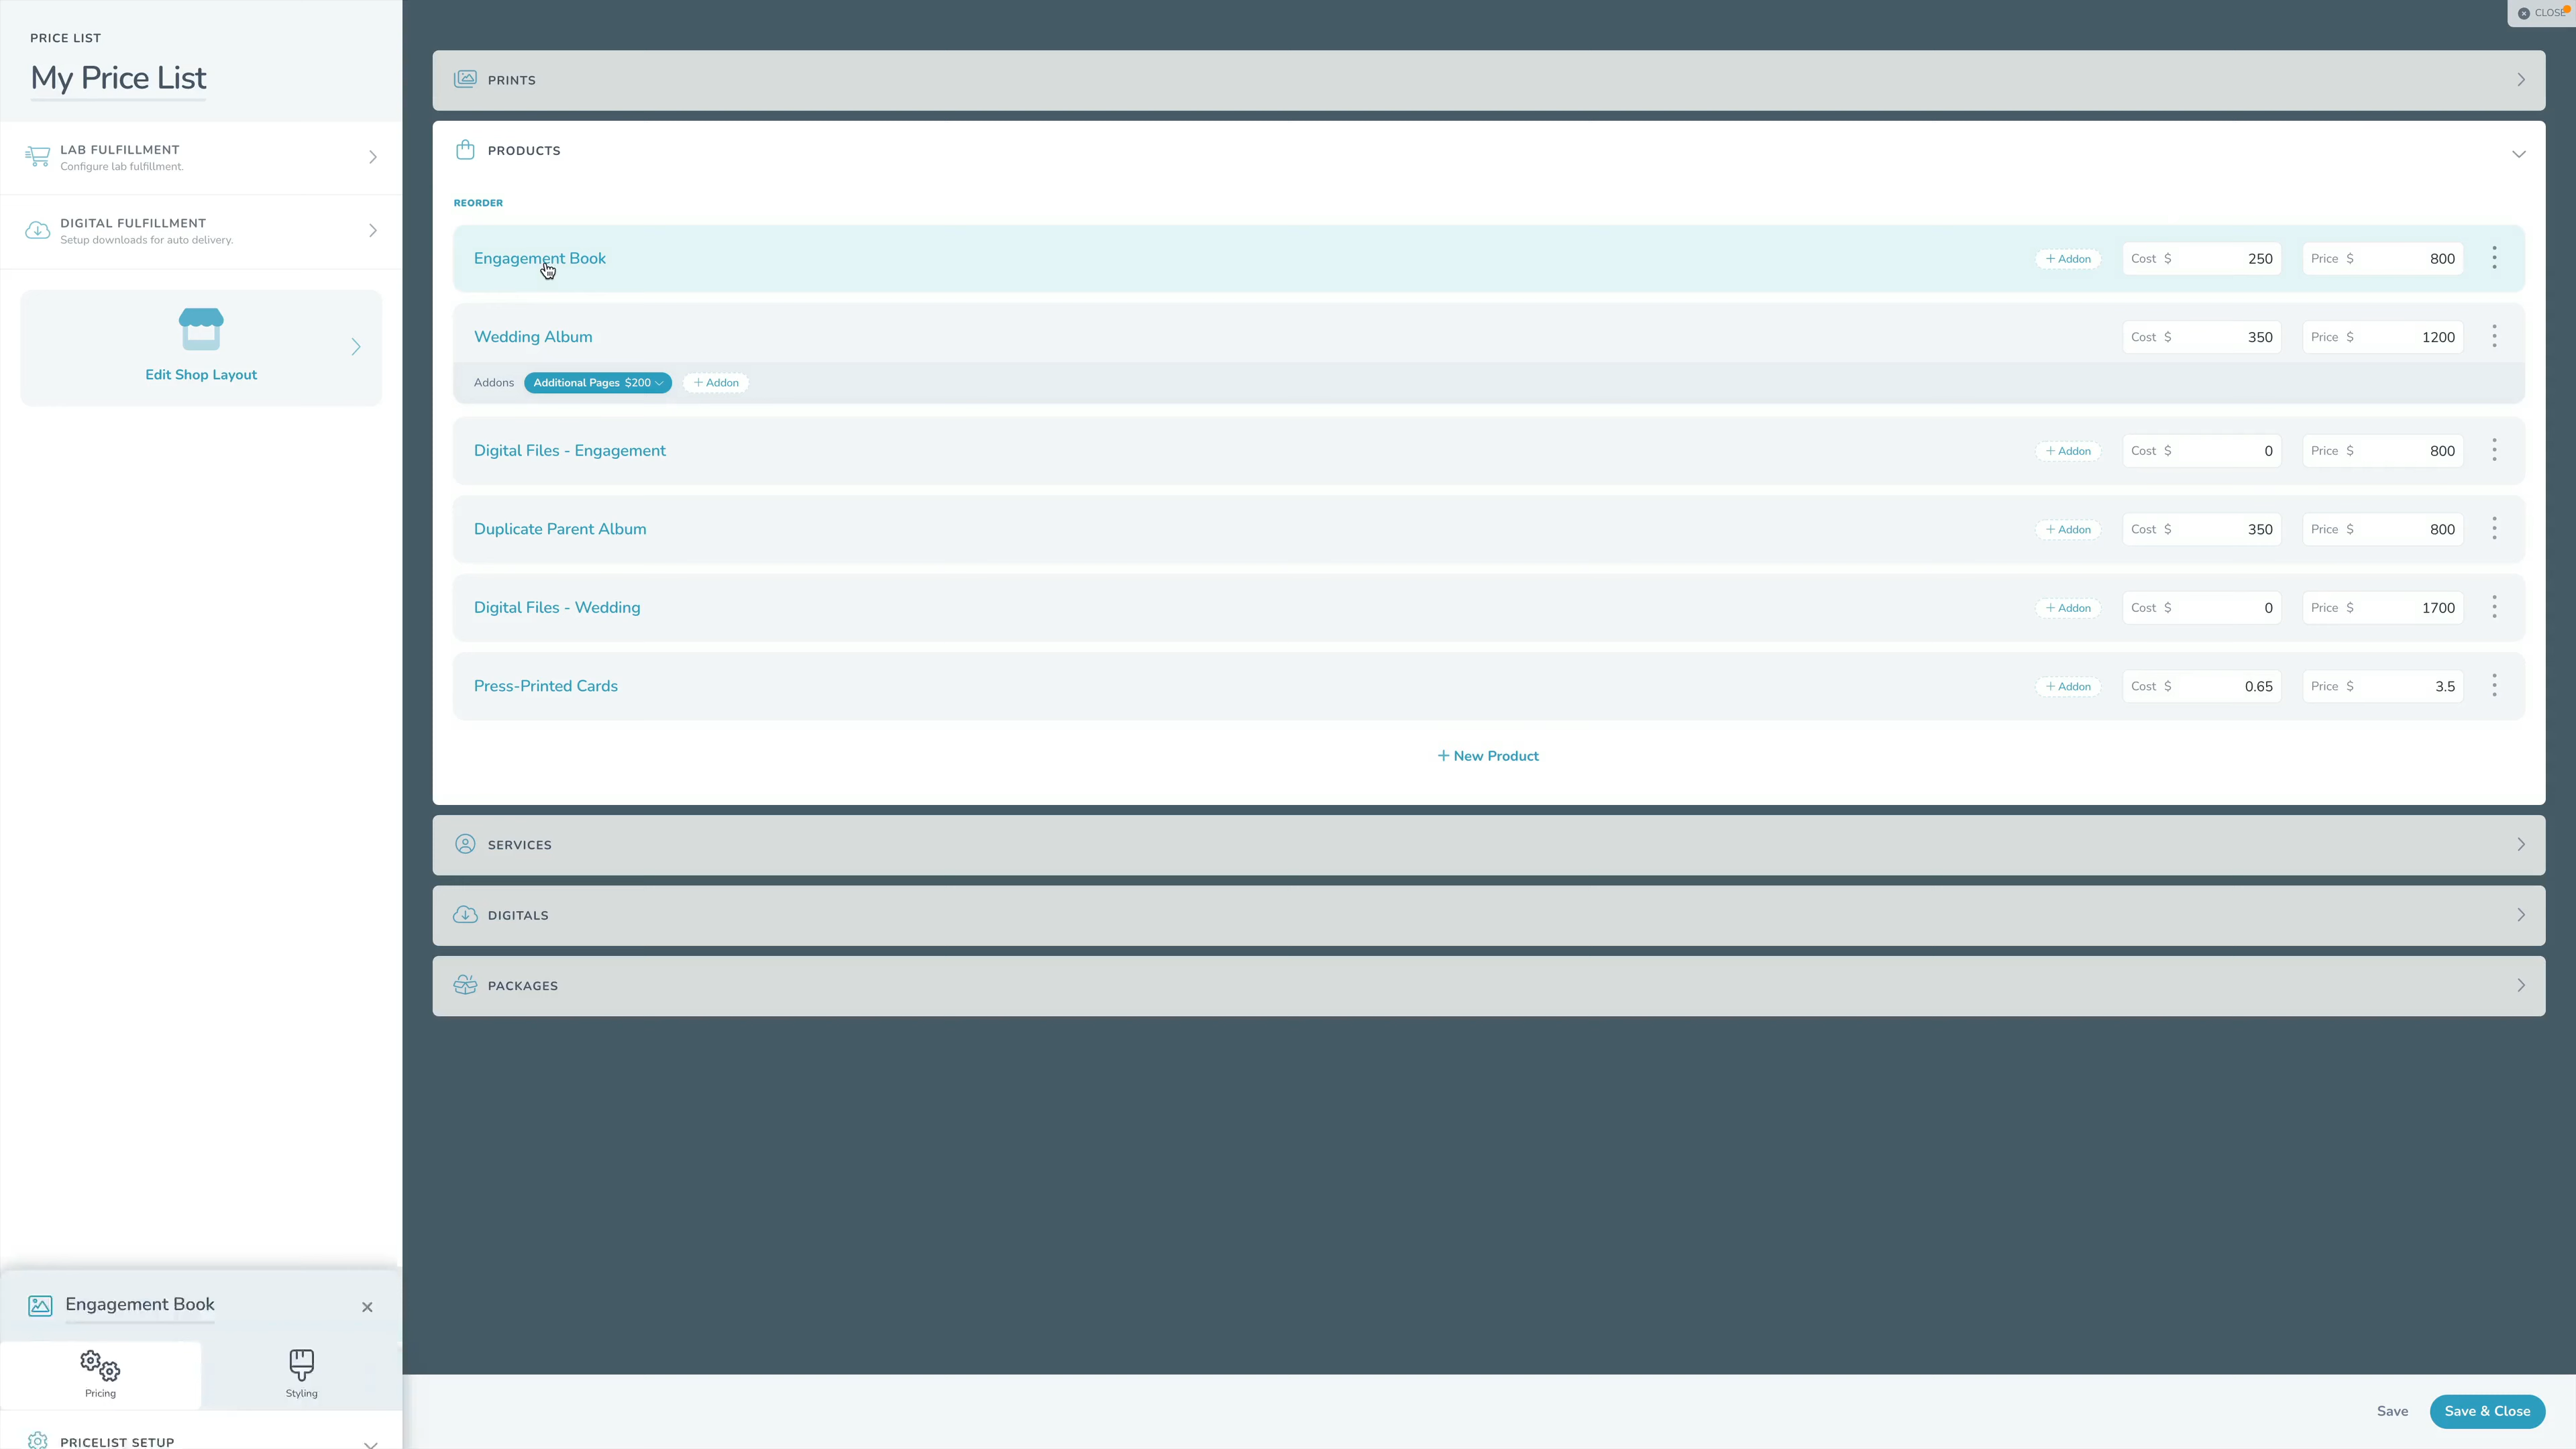 PRICE LIST
My Price List
LAB FULFILLMENT
Configure lab fulfillment.
DIGITAL FULFILLMENT
Setup downloads for auto delivery.
Edit Shop Layout
Engagement Book
Pricing
Styling
PRICELIST SETUP
CLOSE
PRINTS
PRODUCTS
REORDER
Engagement Book + Addon Cost $ 250 Price $ 800
Wedding Album Cost $ 350 Price $ 1200
Addons Additional Pages $200 + Addon
Digital Files - Engagement + Addon Cost $ 0 Price $ 800
Duplicate Parent Album + Addon Cost $ 350 Price $ 800
Digital Files - Wedding + Addon Cost $ 0 Price $ 1700
Press-Printed Cards + Addon Cost $ 0.65 Price $ 3.5
+ New Product
SERVICES
DIGITALS
PACKAGES
Save Save & Close